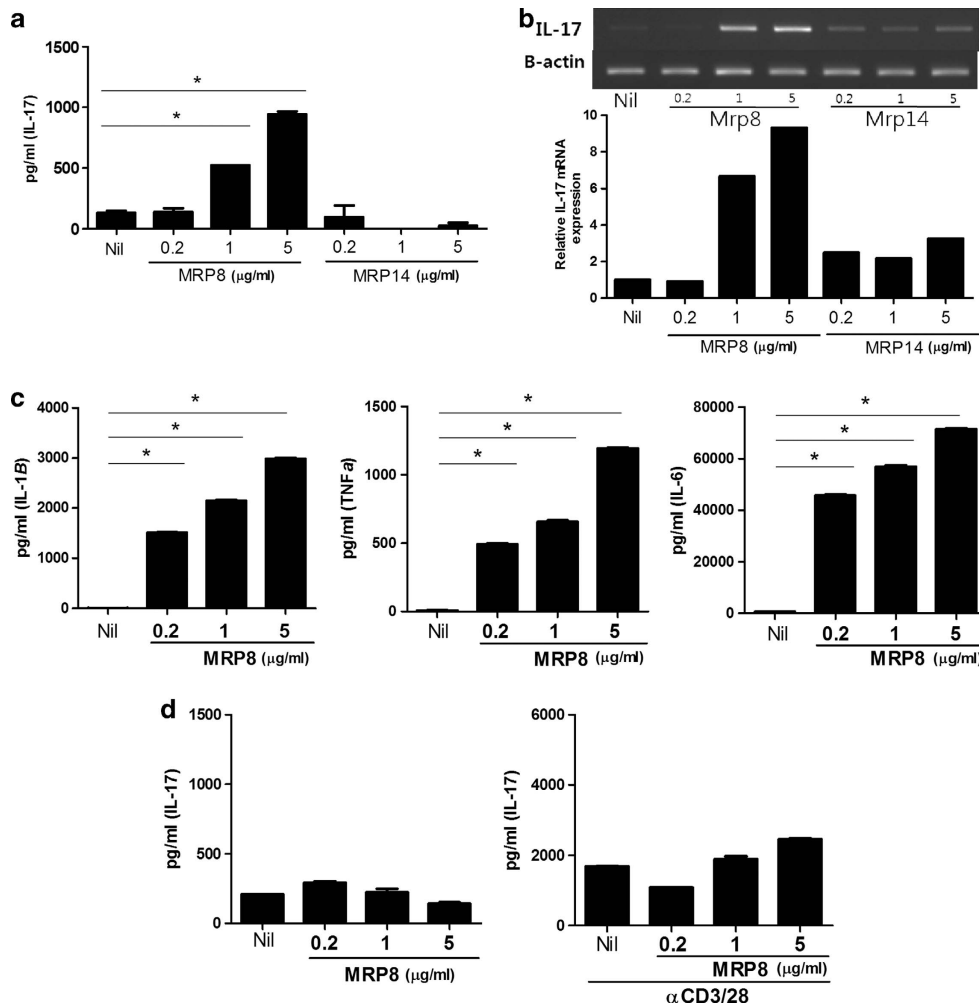 a
1500
1000
500
0
pg/ml (IL-17)
*
*
Nil
0.2
1
5
0.2
1
5
MRP8 (μg/ml)
MRP14 (μg/ml)
b
IL-17
B-actin
Nil
0.2
1
5
0.2
1
5
Mrp8
Mrp14
10
8
6
4
2
0
Relative IL-17 mRNA
expression
Nil
0.2
1
5
0.2
1
5
MRP8 (μg/ml)
MRP14 (μg/ml)
c
4000
3000
2000
1000
0
pg/ml (IL-1B)
*
*
*
Nil
0.2
1
5
MRP8 (μg/ml)
1500
1000
500
0
pg/ml (TNFa)
*
*
*
Nil
0.2
1
5
MRP8 (μg/ml)
80000
60000
40000
20000
0
pg/ml (IL-6)
*
*
*
Nil
0.2
1
5
MRP8 (μg/ml)
d
1500
1000
500
0
pg/ml (IL-17)
Nil
0.2
1
5
MRP8 (μg/ml)
6000
4000
2000
0
pg/ml (IL-17)
Nil
0.2
1
5
MRP8 (μg/ml)
αCD3/28